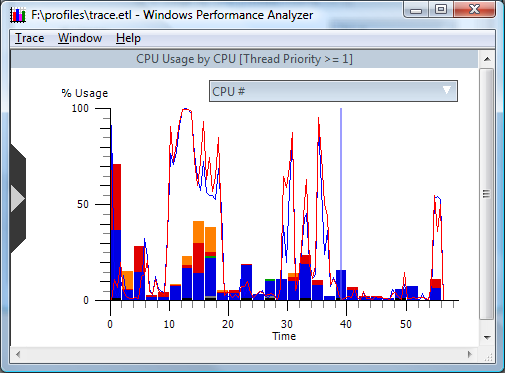 F:\profiles\trace.etl - Windows Performance Analyzer
Trace Window Help
CPU Usage by CPU [Thread Priority >= 1]
CPU #
% Usage
100
50
0
0 10 20 30 40 50
Time